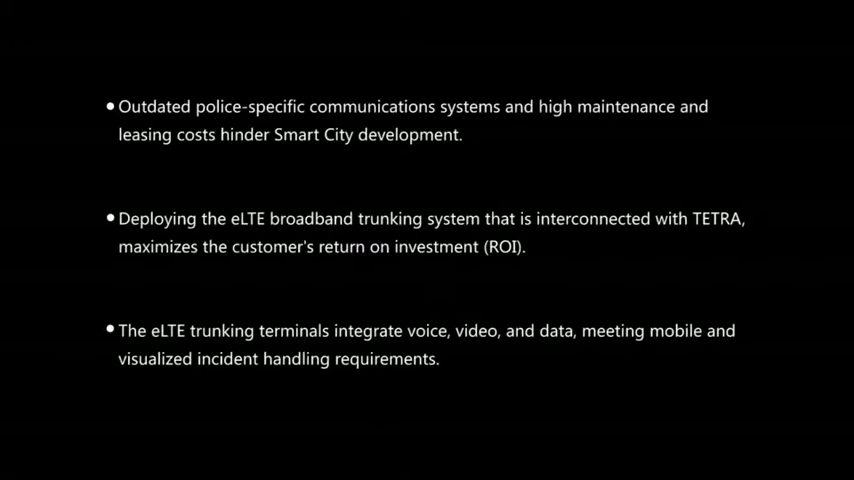 • Outdated police-specific communications systems and high maintenance and
leasing costs hinder Smart City development.
• Deploying the eLTE broadband trunking system that is interconnected with TETRA,
maximizes the customer's return on investment (ROI).
• The eLTE trunking terminals integrate voice, video, and data, meeting mobile and
visualized incident handling requirements.